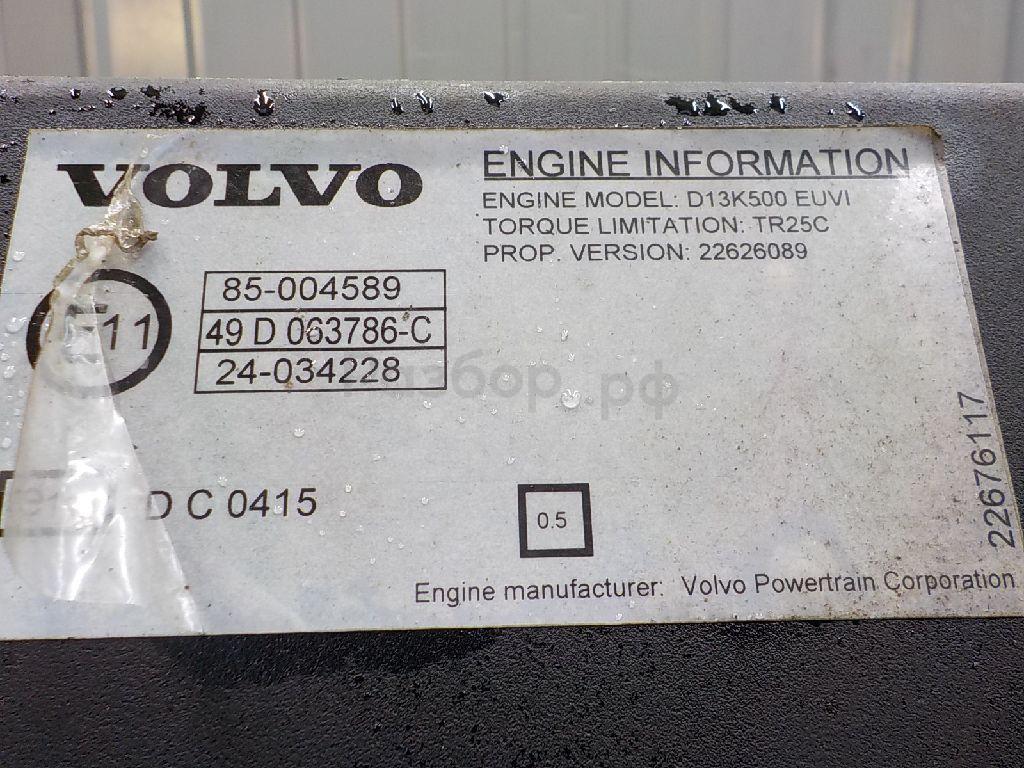 VOLVO
ENGINE INFORMATION
ENGINE MODEL: D13K500 EUVI
TORQUE LIMITATION: TR25C
PROP. VERSION: 22626089
E11
85-004589
49 D 063786-C
24-034228
разбор.рф
D C 0415
0.5
22676117
Engine manufacturer: Volvo Powertrain Corporation